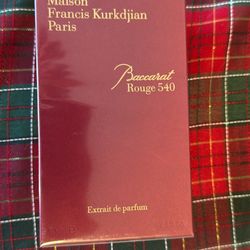 Maison
Francis Kurkdjian
Paris
Baccarat
Rouge 540
Extrait de parfum